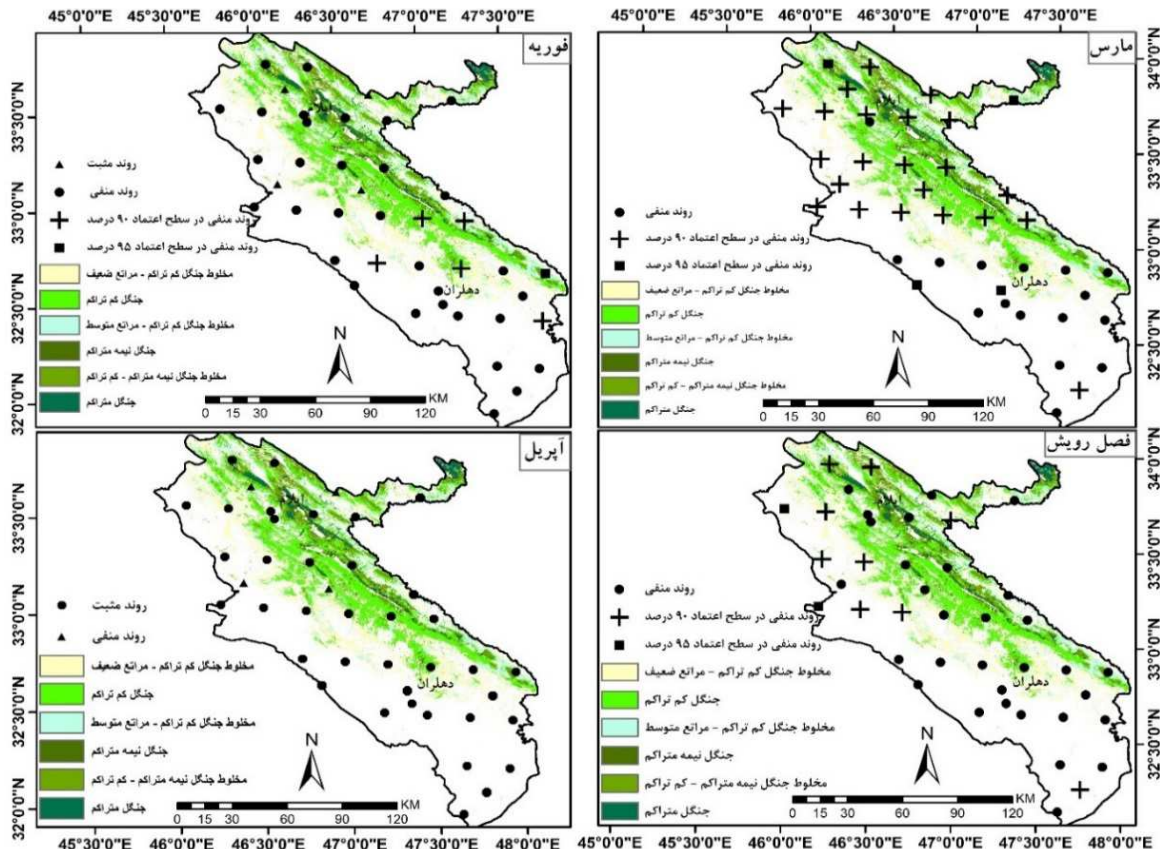 45°0'0"E 45°30'0"E 46°0'0"E 46°30'0"E 47°0'0"E 47°30'0"E
45°0'0"E 45°30'0"E 46°0'0"E 46°30'0"E 47°0'0"E 47°30'0"E
فوریه
33°30'0"N
33°0'0"N
32°30'0"N
32°0'0"N
روند مثبت
روند منفی
روند منفی در سطح اعتماد ۹۰ درصد
روند منفی در سطح اعتماد ۹۵ درصد
مخلوط جنگل کم تراکم - مراتع ضعیف
جنگل کم تراکم
مخلوط جنگل کم تراکم - مراتع متوسط
جنگل نیمه متراکم
مخلوط جنگل نیمه متراکم - کم تراکم
جنگل متراکم
دهلران
N
KM
0 15 30 60 90 120
مارس
34°0'0"N
33°30'0"N
33°0'0"N
32°30'0"N
روند منفی
روند منفی در سطح اعتماد ۹۰ درصد
روند منفی در سطح اعتماد ۹۵ درصد
مخلوط جنگل کم تراکم - مراتع ضعیف
جنگل کم تراکم
مخلوط جنگل کم تراکم - مراتع متوسط
جنگل نیمه متراکم
مخلوط جنگل نیمه متراکم - کم تراکم
جنگل متراکم
دهلران
N
KM
0 15 30 60 90 120
آپریل
33°30'0"N
33°0'0"N
32°30'0"N
32°0'0"N
روند مثبت
روند منفی
مخلوط جنگل کم تراکم - مراتع ضعیف
جنگل کم تراکم
مخلوط جنگل کم تراکم - مراتع متوسط
جنگل نیمه متراکم
مخلوط جنگل نیمه متراکم - کم تراکم
جنگل متراکم
دهلران
N
KM
0 15 30 60 90 120
فصل رویش
34°0'0"N
33°30'0"N
33°0'0"N
32°30'0"N
روند منفی
روند منفی در سطح اعتماد ۹۰ درصد
روند منفی در سطح اعتماد ۹۵ درصد
مخلوط جنگل کم تراکم - مراتع ضعیف
جنگل کم تراکم
مخلوط جنگل کم تراکم - مراتع متوسط
جنگل نیمه متراکم
مخلوط جنگل نیمه متراکم - کم تراکم
جنگل متراکم
دهلران
N
KM
0 15 30 60 90 120
45°30'0"E 46°0'0"E 46°30'0"E 47°0'0"E 47°30'0"E 48°0'0"E
45°30'0"E 46°0'0"E 46°30'0"E 47°0'0"E 47°30'0"E 48°0'0"E